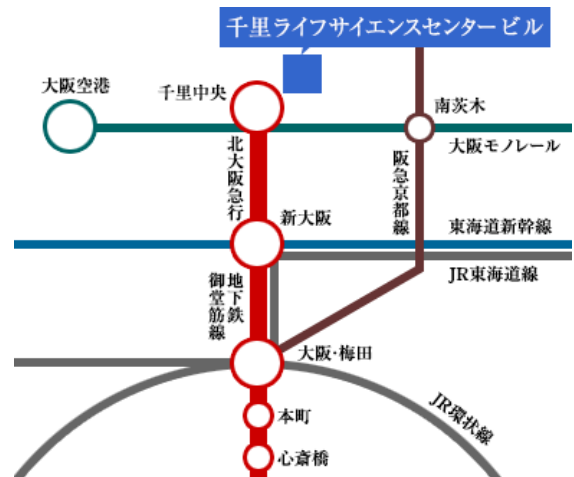 千里ライフサイエンスセンタービル
大阪空港
千里中央
南茨木
大阪モノレール
北大阪急行
阪急京都線
新大阪
東海道新幹線
JR東海道線
地下鉄
御堂筋線
大阪・梅田
JR環状線
本町
心斎橋